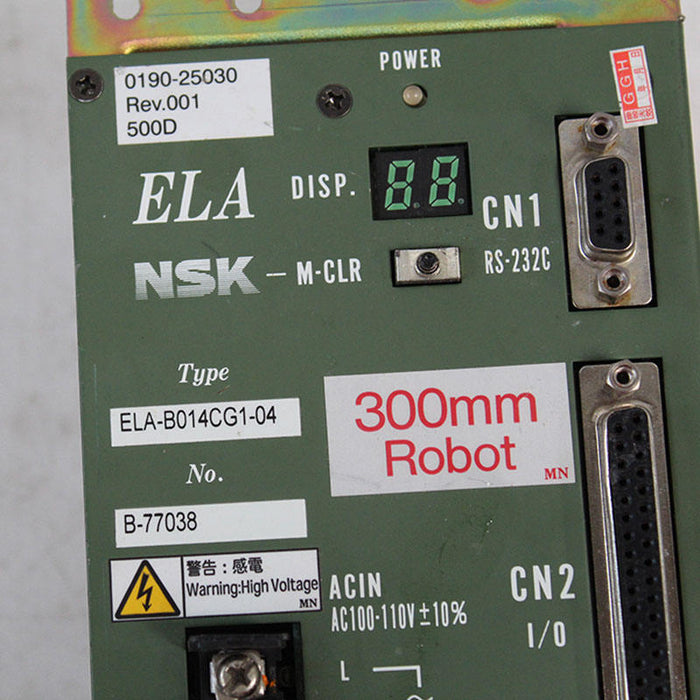 POWER
0190-25030
Rev.001
500D
GGH
ELA
DISP.
88
CN1
NSK
M-CLR
RS-232C
Type
ELA-B014CG1-04
300mm
Robot
MN
No.
B-77038
警告：感電
Warning:High Voltage
MN
ACIN
AC100-110V±10%
CN2
I/O
L